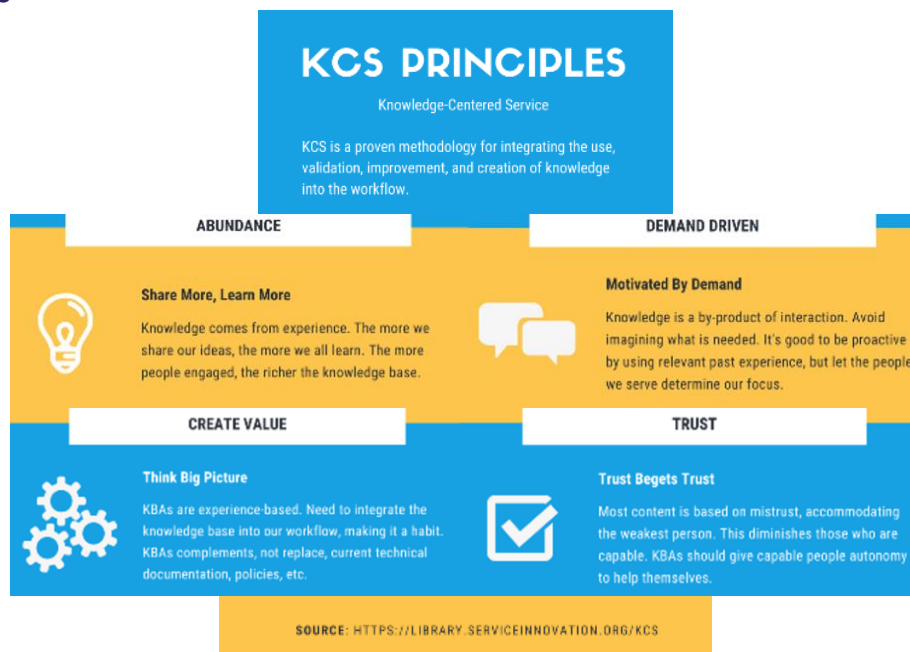 KCS PRINCIPLES
Knowledge-Centered Service
KCS is a proven methodology for integrating the use,
validation, improvement, and creation of knowledge
into the workflow.
ABUNDANCE
Share More, Learn More
Knowledge comes from experience. The more we
share our ideas, the more we all learn. The more
people engaged, the richer the knowledge base.
DEMAND DRIVEN
Motivated By Demand
Knowledge is a by-product of interaction. Avoid
imagining what is needed. It's good to be proactive
by using relevant past experience, but let the people
we serve determine our focus.
CREATE VALUE
Think Big Picture
KBAs are experience-based. Need to integrate the
knowledge base into our workflow, making it a habit.
KBAs complements, not replace, current technical
documentation, policies, etc.
TRUST
Trust Begets Trust
Most content is based on mistrust, accommodating
the weakest person. This diminishes those who are
capable. KBAs should give capable people autonomy
to help themselves.
SOURCE: HTTPS://LIBRARY.SERVICEINNOVATION.ORG/KCS